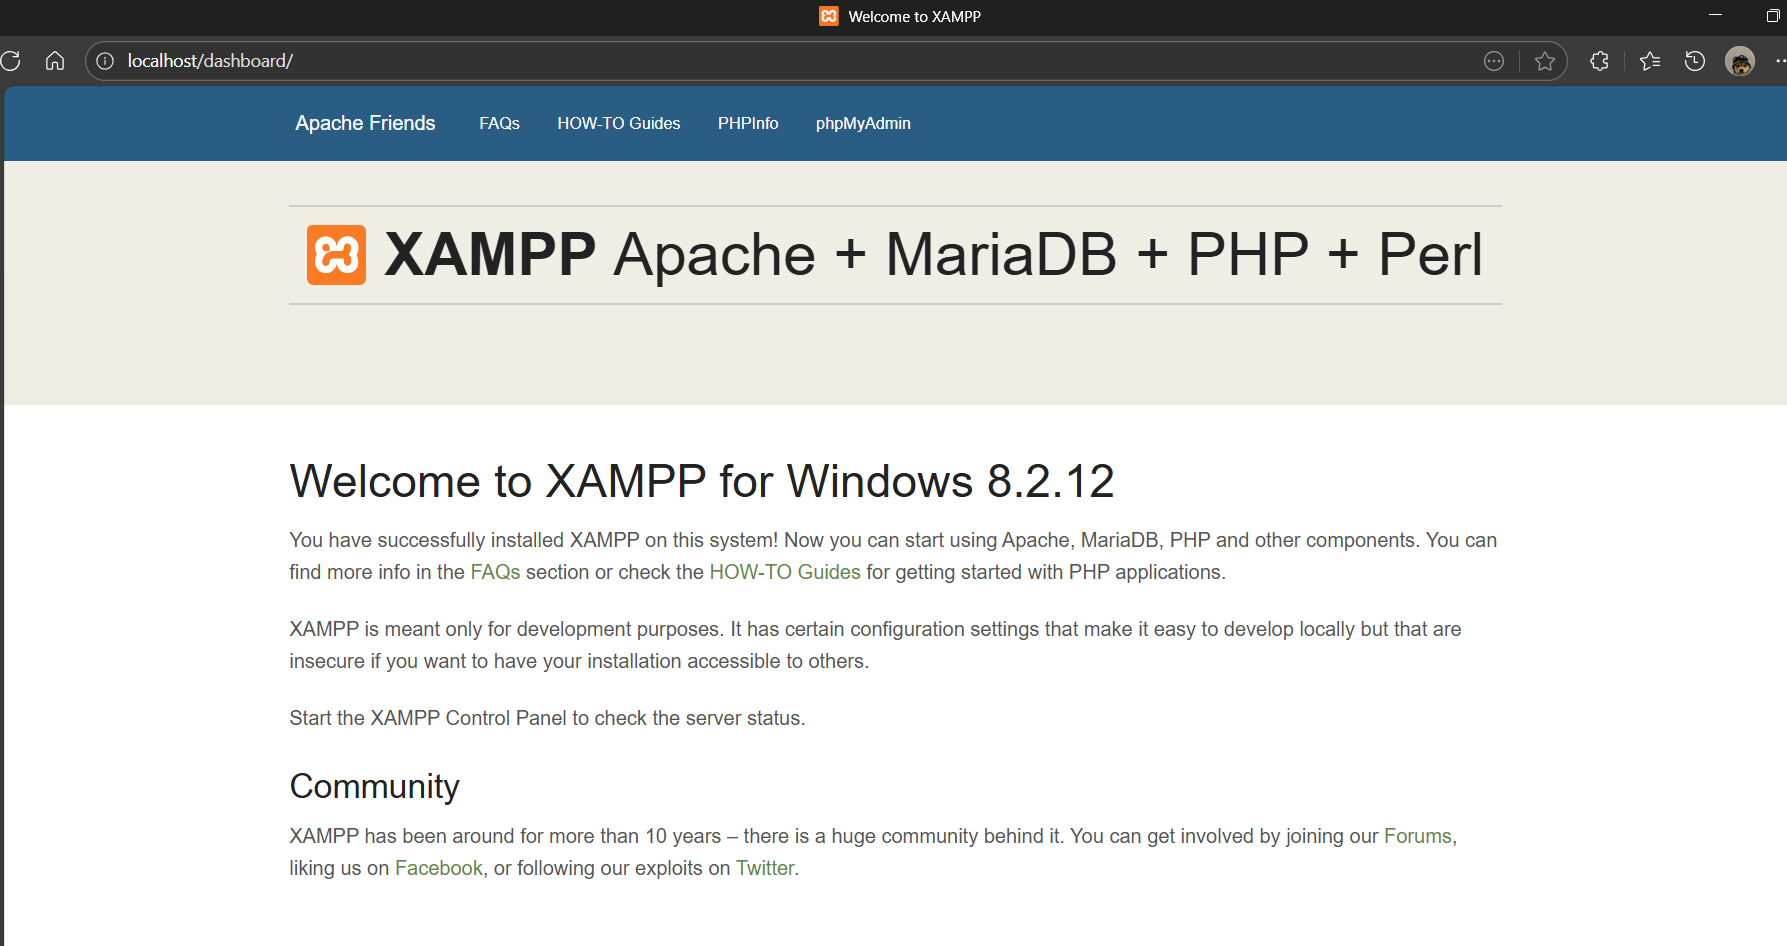 Welcome to XAMPP
localhost/dashboard/
Apache Friends FAQs HOW-TO Guides PHPInfo phpMyAdmin
XAMPP Apache + MariaDB + PHP + Perl
Welcome to XAMPP for Windows 8.2.12
You have successfully installed XAMPP on this system! Now you can start using Apache, MariaDB, PHP and other components. You can
find more info in the FAQs section or check the HOW-TO Guides for getting started with PHP applications.
XAMPP is meant only for development purposes. It has certain configuration settings that make it easy to develop locally but that are
insecure if you want to have your installation accessible to others.
Start the XAMPP Control Panel to check the server status.
Community
XAMPP has been around for more than 10 years – there is a huge community behind it. You can get involved by joining our Forums,
liking us on Facebook, or following our exploits on Twitter.